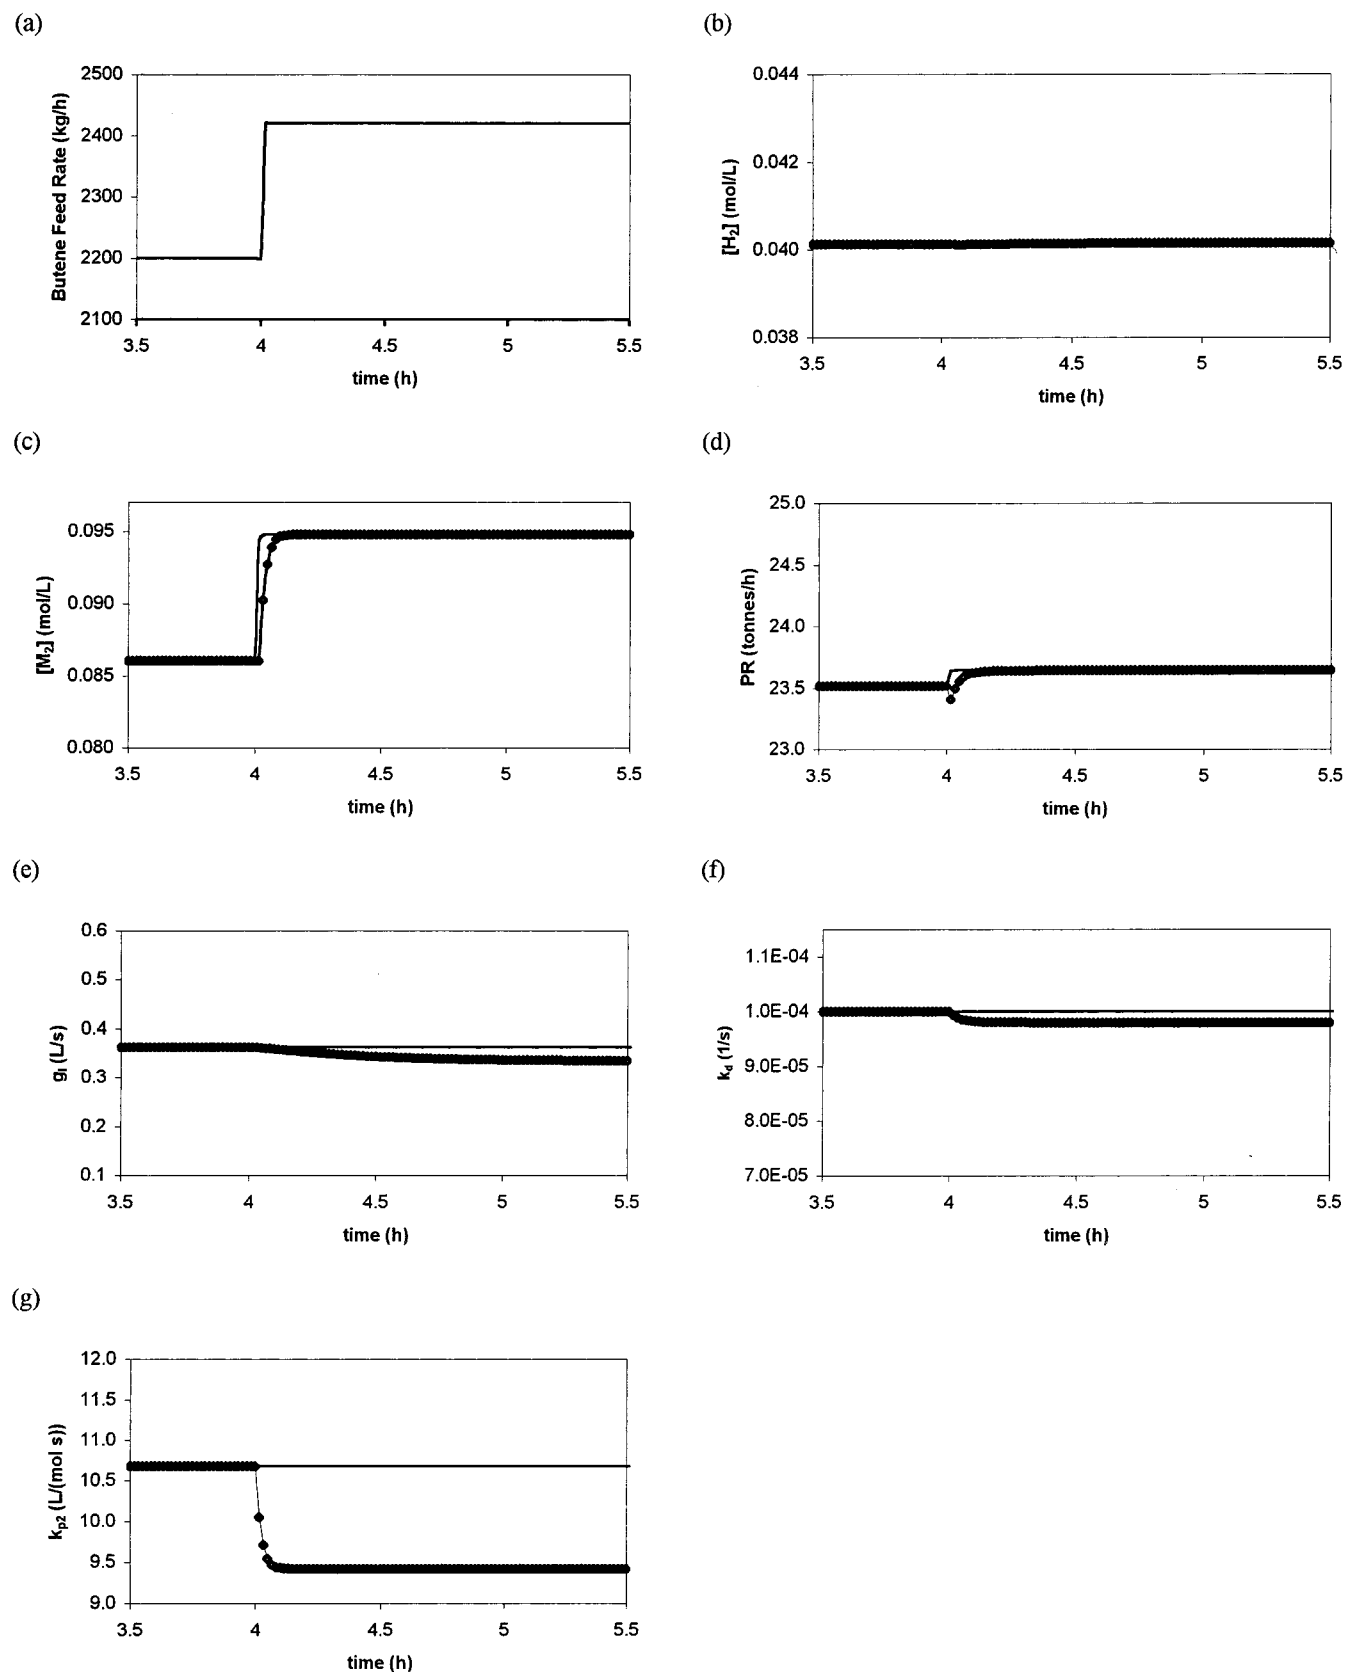 (a)
(b)
2500
2400
2300
2200
2100
Butene Feed Rate (kg/h)
3.5 4 4.5 5 5.5
time (h)
0.044
0.042
0.040
0.038
[H₂] (mol/L)
3.5 4 4.5 5 5.5
time (h)
(c)
(d)
0.095
0.090
0.085
0.080
[M₂] (mol/L)
3.5 4 4.5 5 5.5
time (h)
25.0
24.5
24.0
23.5
23.0
PR (tonnes/h)
3.5 4 4.5 5 5.5
time (h)
(e)
(f)
0.6
0.5
0.4
0.3
0.2
0.1
g_I (L/s)
3.5 4 4.5 5 5.5
time (h)
1.1E-04
1.0E-04
9.0E-05
8.0E-05
7.0E-05
k_d (1/s)
3.5 4 4.5 5 5.5
time (h)
(g)
12.0
11.5
11.0
10.5
10.0
9.5
9.0
k_p2 (L/(mol s))
3.5 4 4.5 5 5.5
time (h)